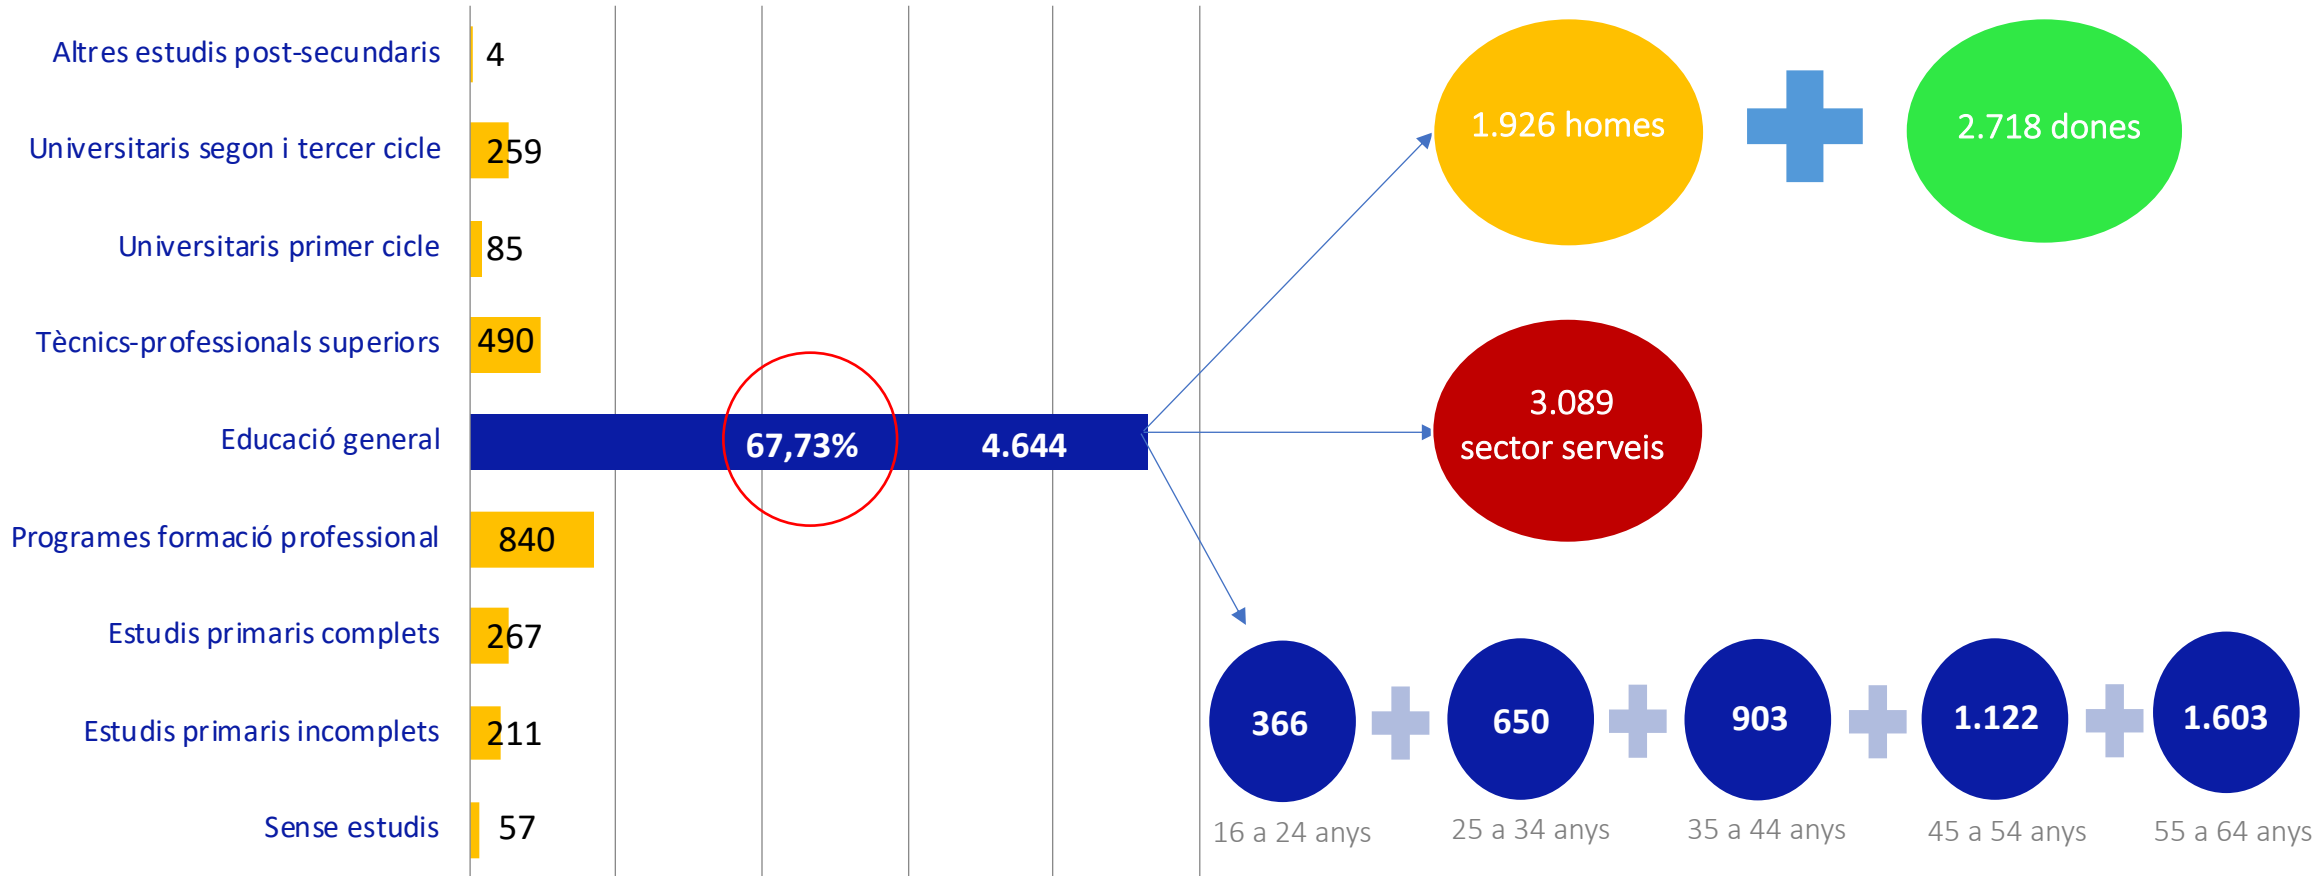 Altres estudis post-secundaris
4
Universitaris segon i tercer cicle
259
Universitaris primer cicle
85
Tècnics-professionals superiors
490
Educació general
67,73%
4.644
Programes formació professional
840
Estudis primaris complets
267
Estudis primaris incomplets
211
Sense estudis
57
1.926 homes
2.718 dones
3.089
sector serveis
366
650
903
1.122
1.603
16 a 24 anys
25 a 34 anys
35 a 44 anys
45 a 54 anys
55 a 64 anys